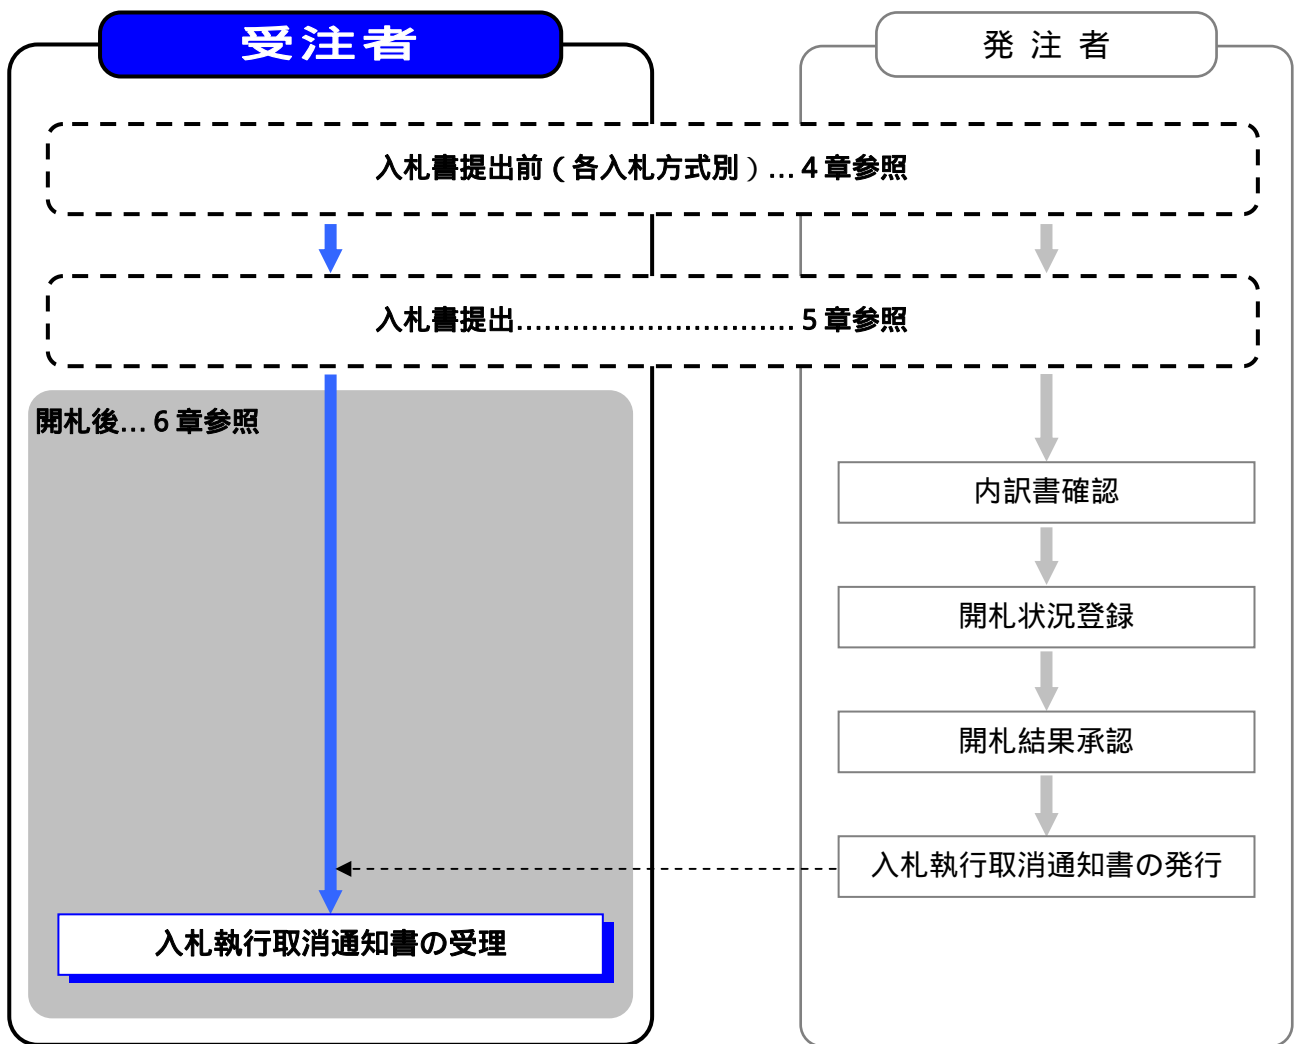 受注者
発 注 者
入札書提出前（各入札方式別）…４章参照
入札書提出…………………………５章参照
開札後…６章参照
内訳書確認
開札状況登録
開札結果承認
入札執行取消通知書の発行
入札執行取消通知書の受理